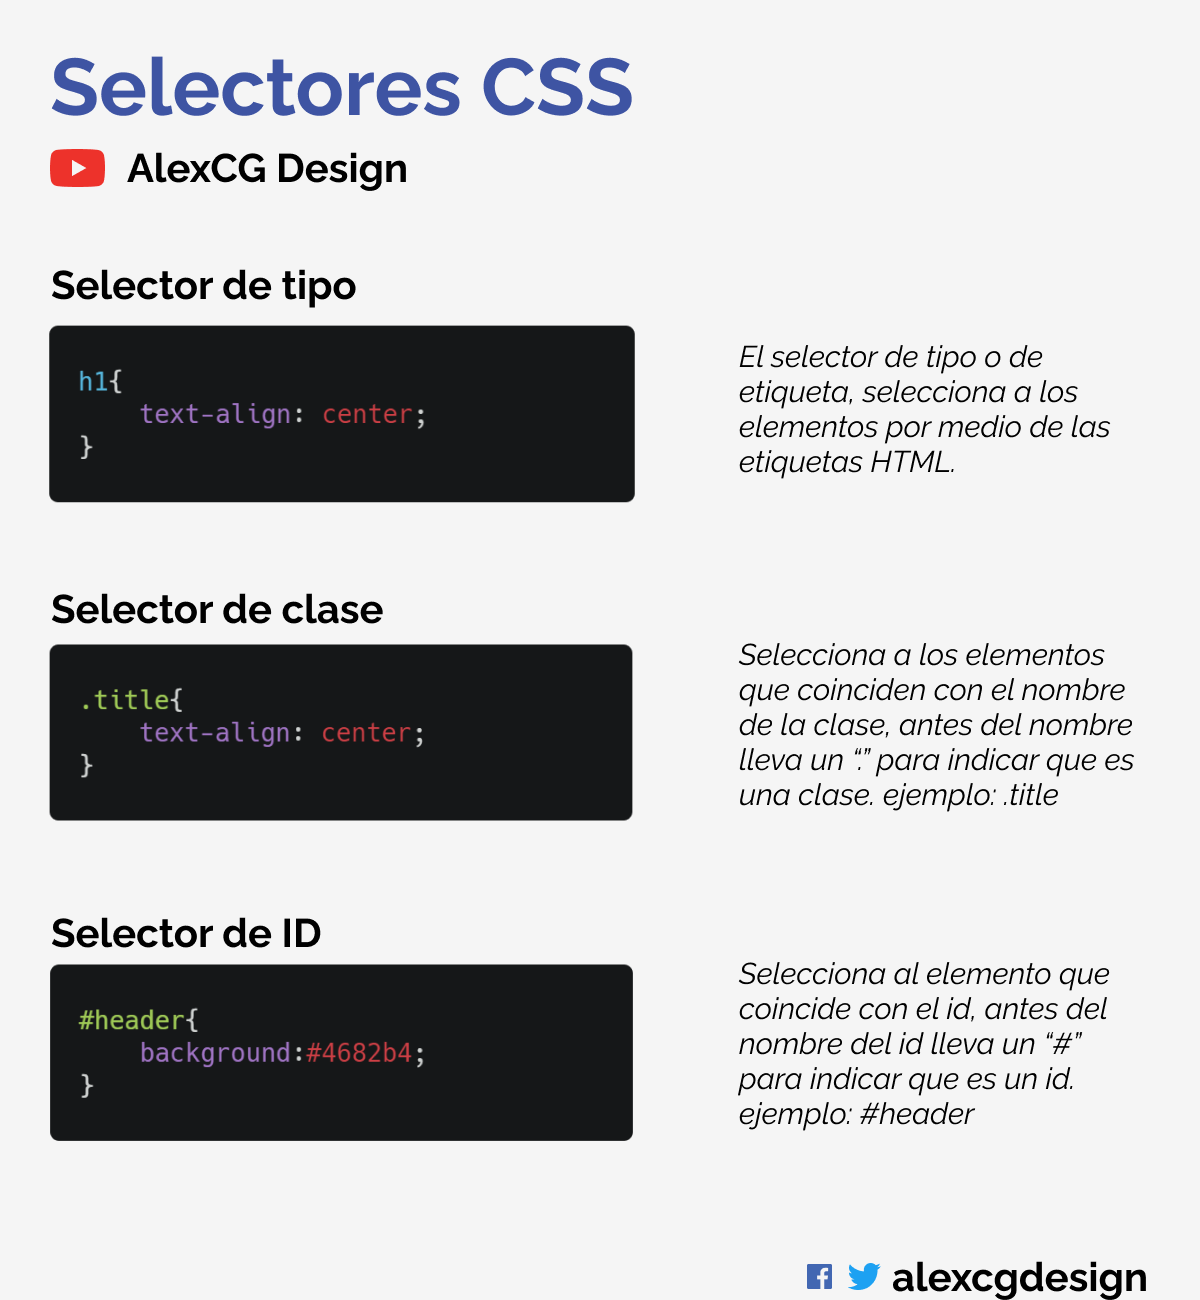 Selectores CSS
AlexCG Design
Selector de tipo
h1{
    text-align: center;
}
El selector de tipo o de
etiqueta, selecciona a los
elementos por medio de las
etiquetas HTML.
Selector de clase
.title{
    text-align: center;
}
Selecciona a los elementos
que coinciden con el nombre
de la clase, antes del nombre
lleva un “.” para indicar que es
una clase. ejemplo: .title
Selector de ID
#header{
    background:#4682b4;
}
Selecciona al elemento que
coincide con el id, antes del
nombre del id lleva un “#”
para indicar que es un id.
ejemplo: #header
alexcgdesign